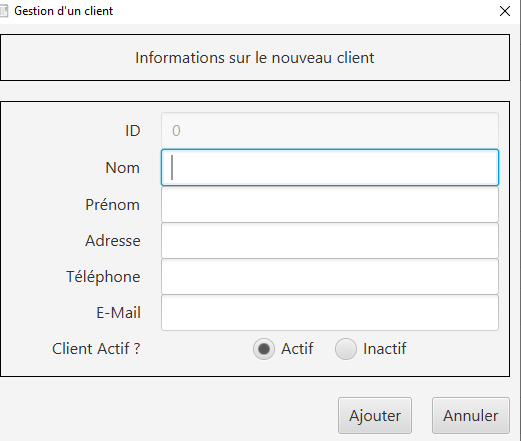 Gestion d'un client
Informations sur le nouveau client
ID 0
Nom
Prénom
Adresse
Téléphone
E-Mail
Client Actif ? Actif Inactif
Ajouter Annuler